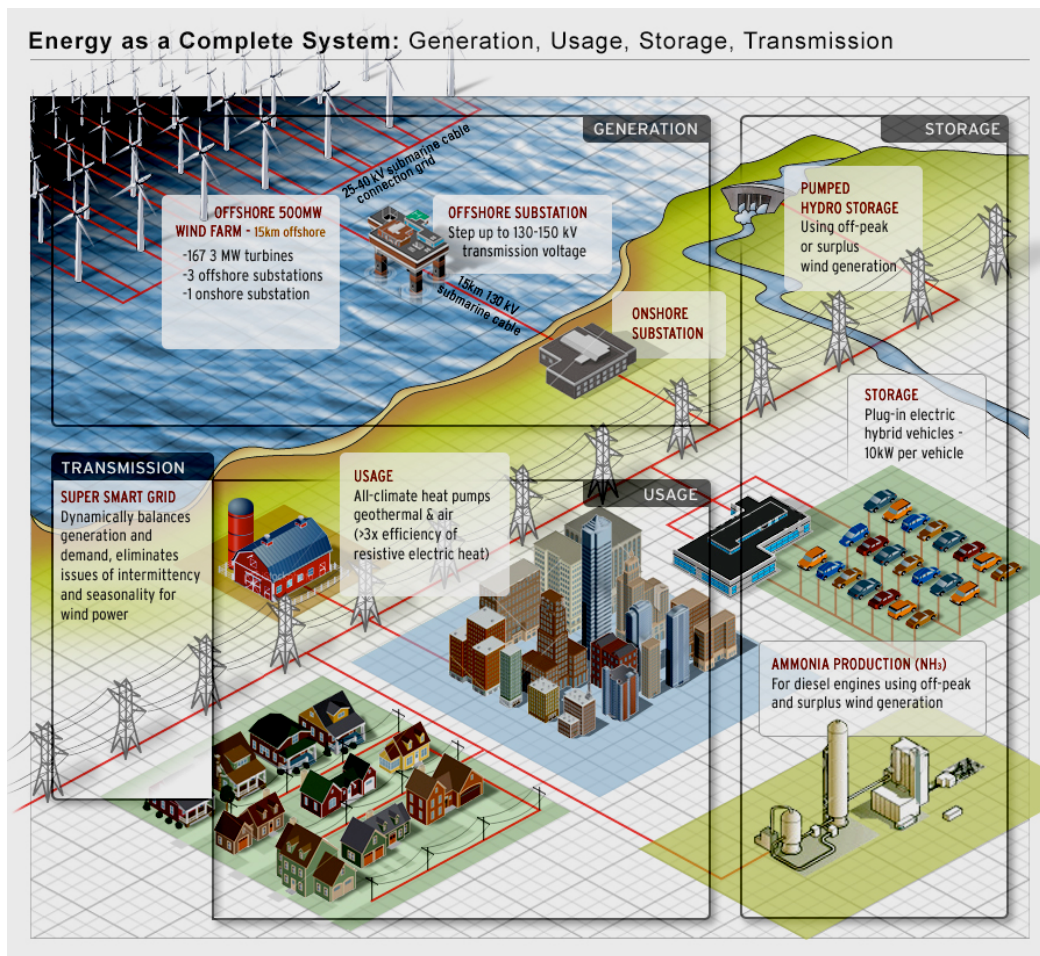 Energy as a Complete System: Generation, Usage, Storage, Transmission
GENERATION
25-40 kV submarine cable
connection grid
OFFSHORE 500MW
WIND FARM - 15km offshore
-167 3 MW turbines
-3 offshore substations
-1 onshore substation
OFFSHORE SUBSTATION
Step up to 130-150 kV
transmission voltage
15km 130 kV
submarine cable
ONSHORE
SUBSTATION
STORAGE
PUMPED
HYDRO STORAGE
Using off-peak
or surplus
wind generation
STORAGE
Plug-in electric
hybrid vehicles -
10kW per vehicle
TRANSMISSION
SUPER SMART GRID
Dynamically balances
generation and
demand, eliminates
issues of intermittency
and seasonality for
wind power
USAGE
USAGE
All-climate heat pumps
geothermal & air
(>3x efficiency of
resistive electric heat)
AMMONIA PRODUCTION (NH₃)
For diesel engines using off-peak
and surplus wind generation